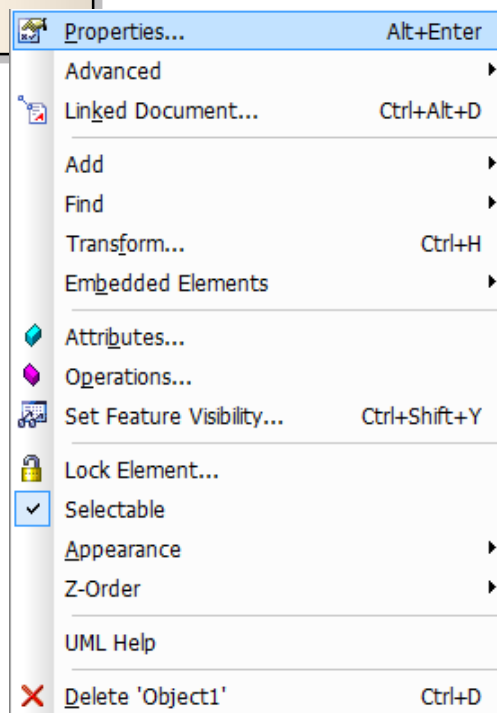 Properties... Alt+Enter
Advanced
Linked Document... Ctrl+Alt+D
Add
Find
Transform... Ctrl+H
Embedded Elements
Attributes...
Operations...
Set Feature Visibility... Ctrl+Shift+Y
Lock Element...
Selectable
Appearance
Z-Order
UML Help
Delete 'Object1' Ctrl+D